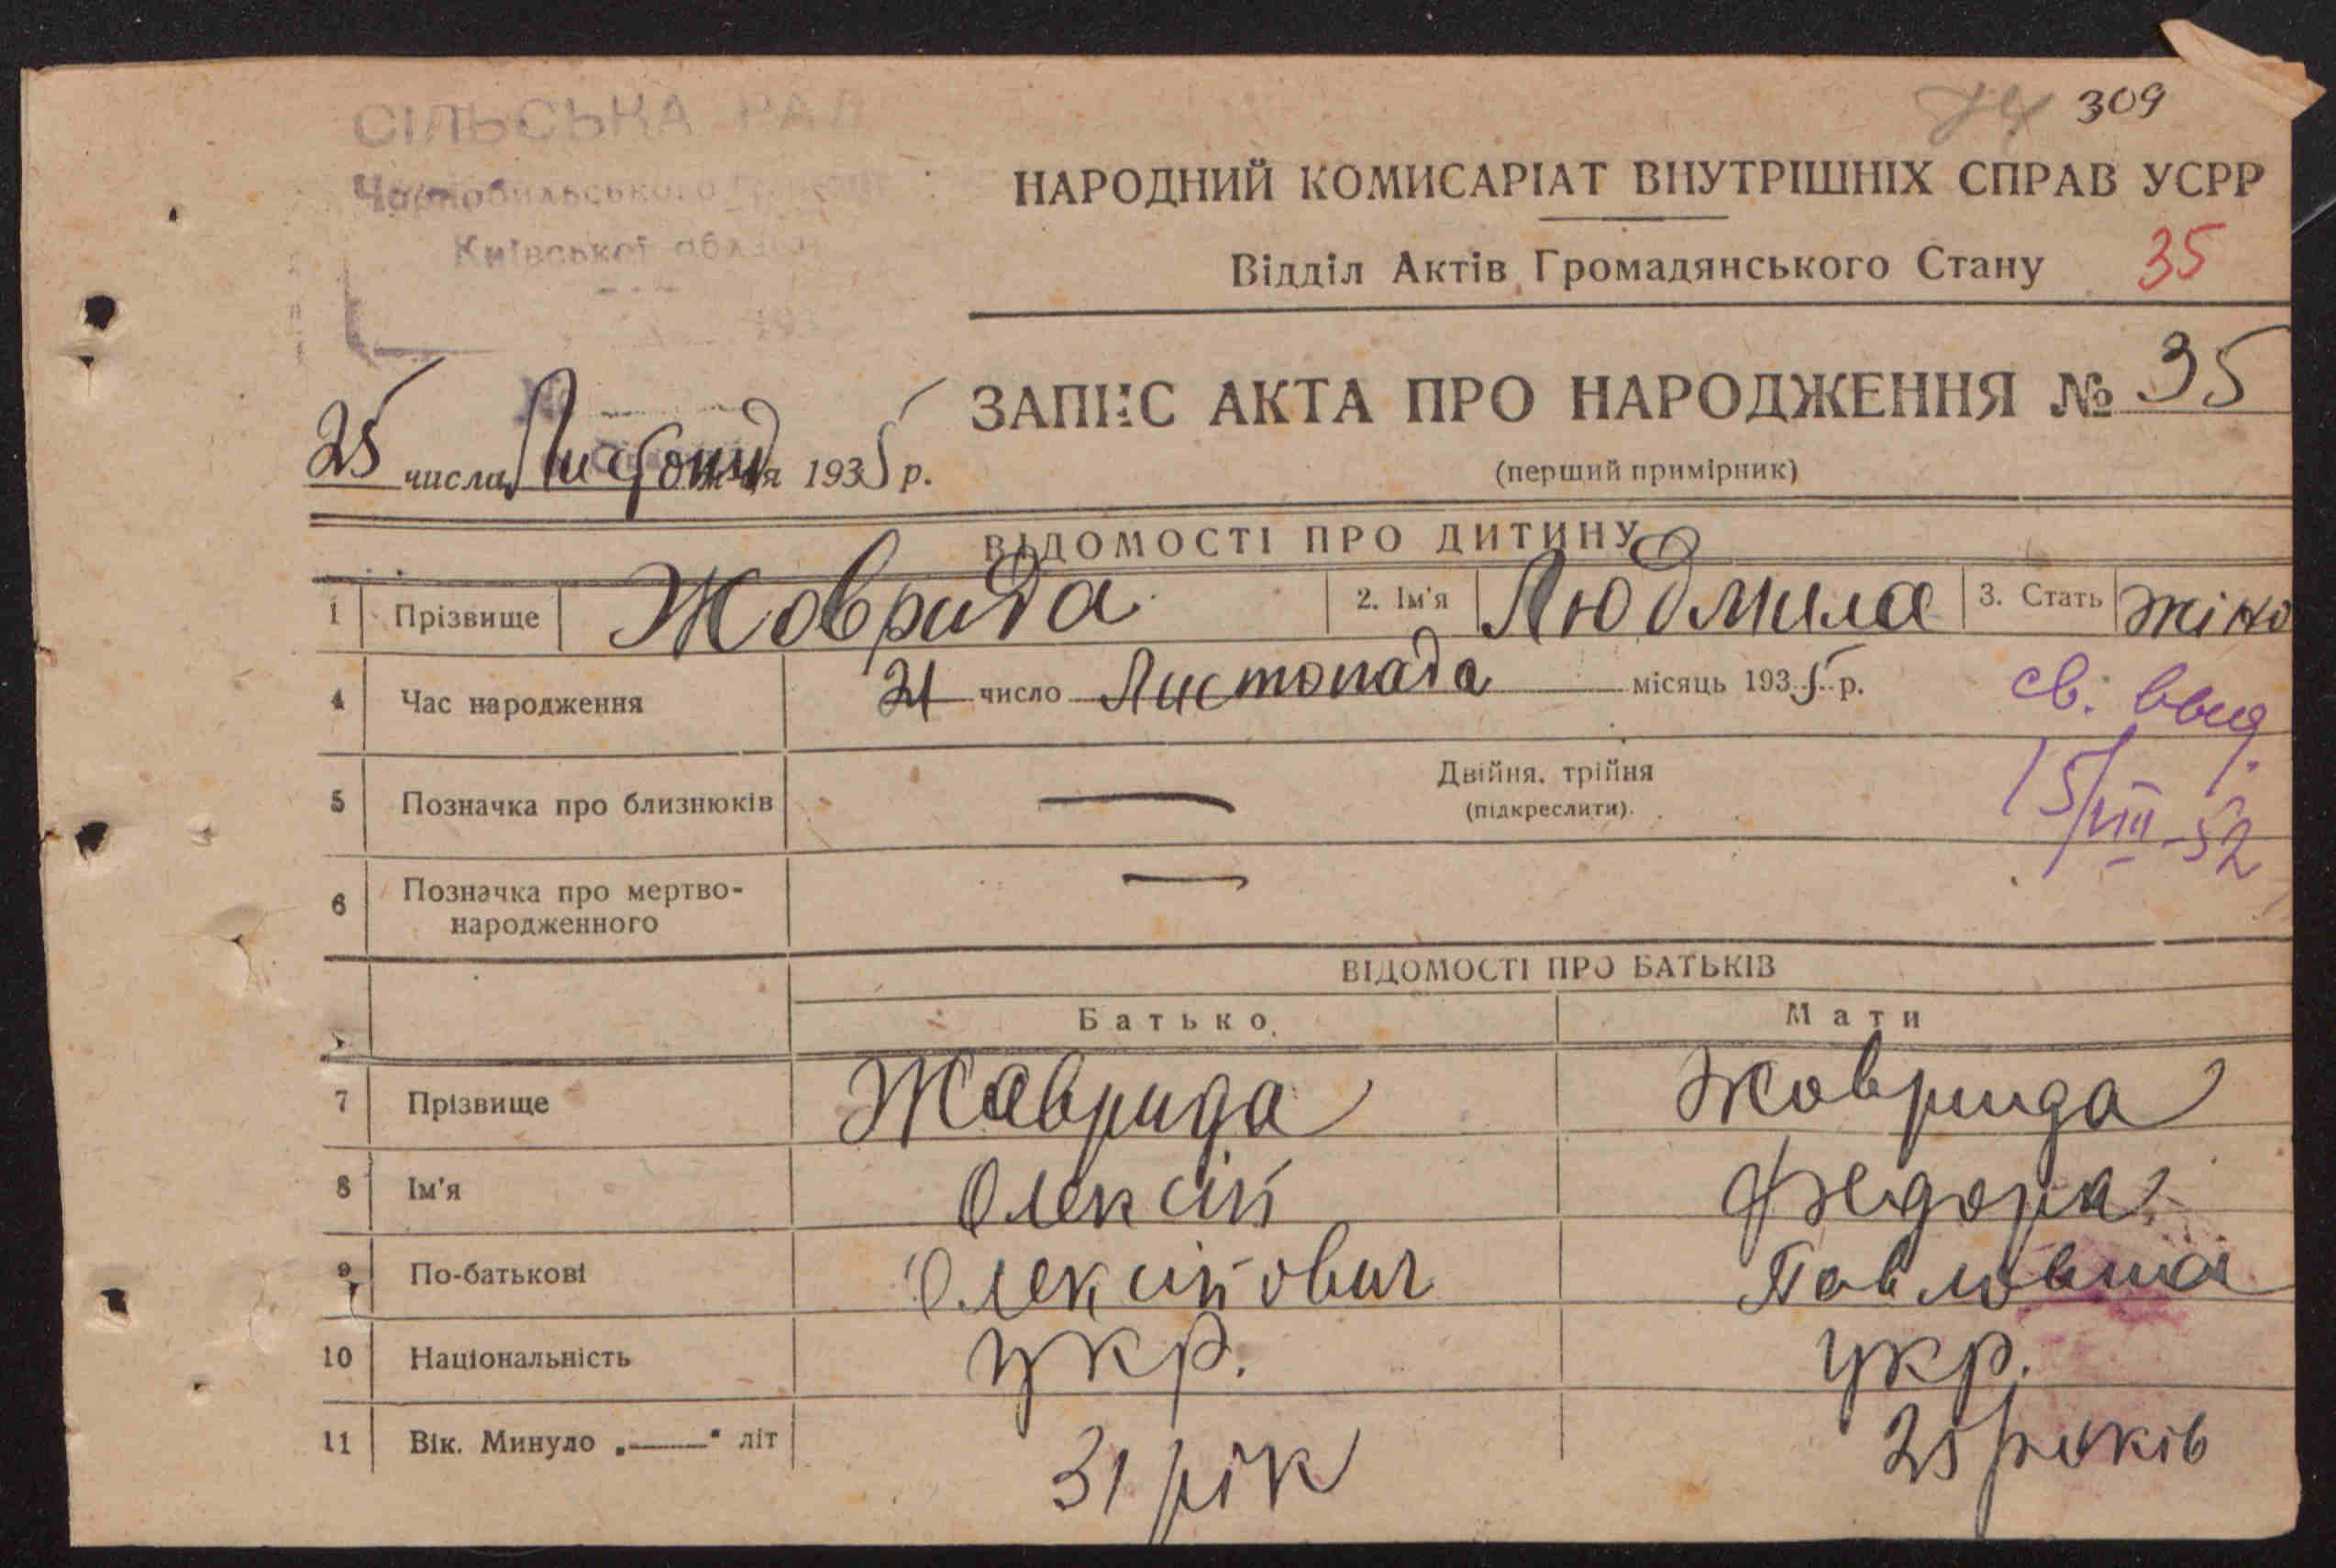 309
СІЛЬСЬКА РАД
Чорнобильського
Київської області
НАРОДНИЙ КОМИСАРІАТ ВНУТРІШНІХ СПРАВ УСРР
Відділ Актів Громадянського Стану 35
ЗАПИС АКТА ПРО НАРОДЖЕННЯ № 35
(перший примірник)
25 числа Листопада 1935 р.
ВІДОМОСТІ ПРО ДИТИНУ
1 Прізвище Жоврида 2. Ім'я Людмила 3. Стать жіно
4 Час народження 21 число Листопада місяць 1935 р.
св. выд.
15/VIII-52
5 Позначка про близнюків — Двійня, трійня
(підкреслити).
6 Позначка про мертво-
народженного —
ВІДОМОСТІ ПРО БАТЬКІВ
Батько Мати
7 Прізвище Жаврида Жоврида
8 Ім'я Олексій Федора
9 По-батькові Олексійович Павловна
10 Національність укр. укр.
11 Вік. Минуло „——" літ 31 рік 25 років